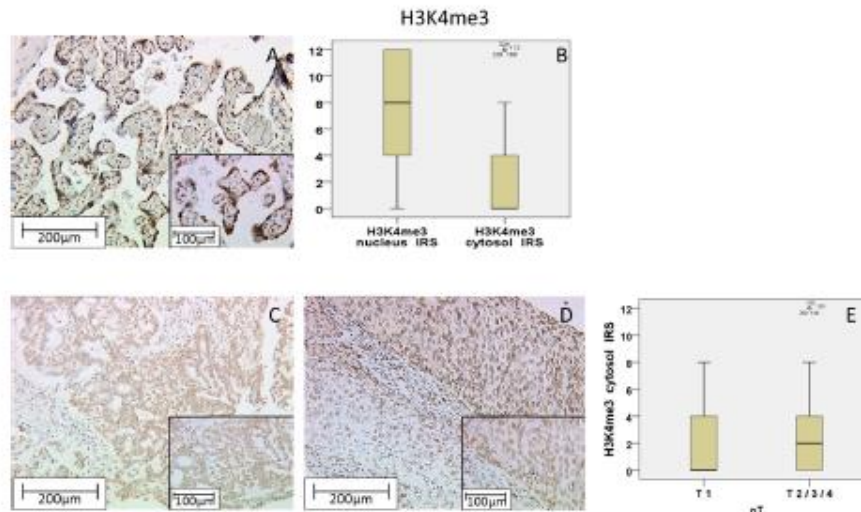 H3K4me3
A
200µm
100µm
B
12
10
8
6
4
2
0
H3K4me3
nucleus IRS
H3K4me3
cytosol IRS
C
200µm
100µm
D
200µm
100µm
E
H3K4me3 cytosol IRS
12
10
8
6
4
2
0
T 1
T 2 / 3 / 4
pT